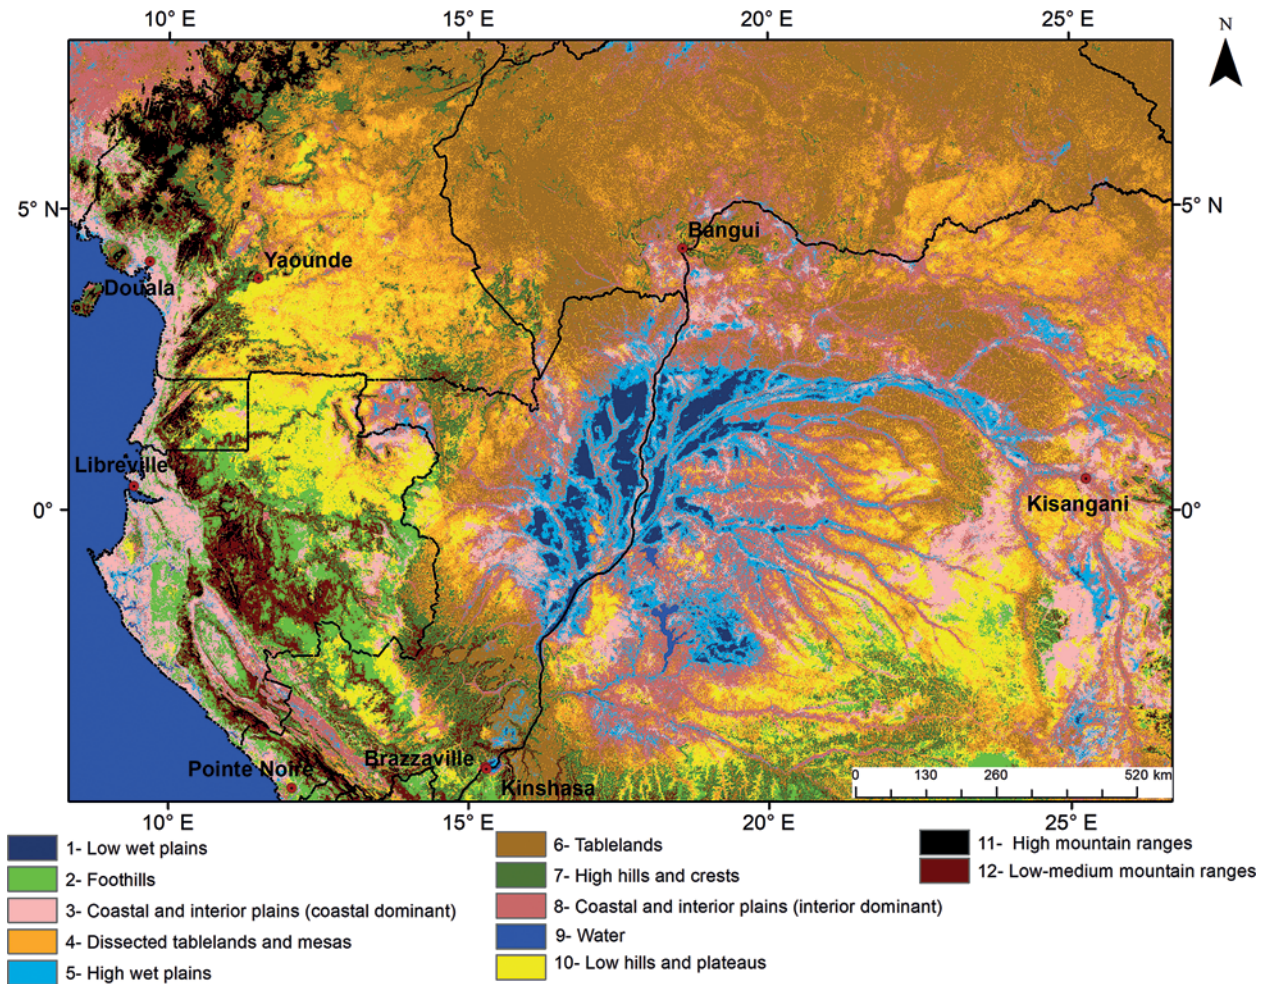 10° E 15° E 20° E 25° E
N
5° N 5° N
Bangui
Yaounde
Douala
Libreville
Kisangani
0° 0°
Brazzaville
Pointe Noire
Kinshasa
0 130 260 520 km
10° E 15° E 20° E 25° E
1- Low wet plains
2- Foothills
3- Coastal and interior plains (coastal dominant)
4- Dissected tablelands and mesas
5- High wet plains
6- Tablelands
7- High hills and crests
8- Coastal and interior plains (interior dominant)
9- Water
10- Low hills and plateaus
11- High mountain ranges
12- Low-medium mountain ranges